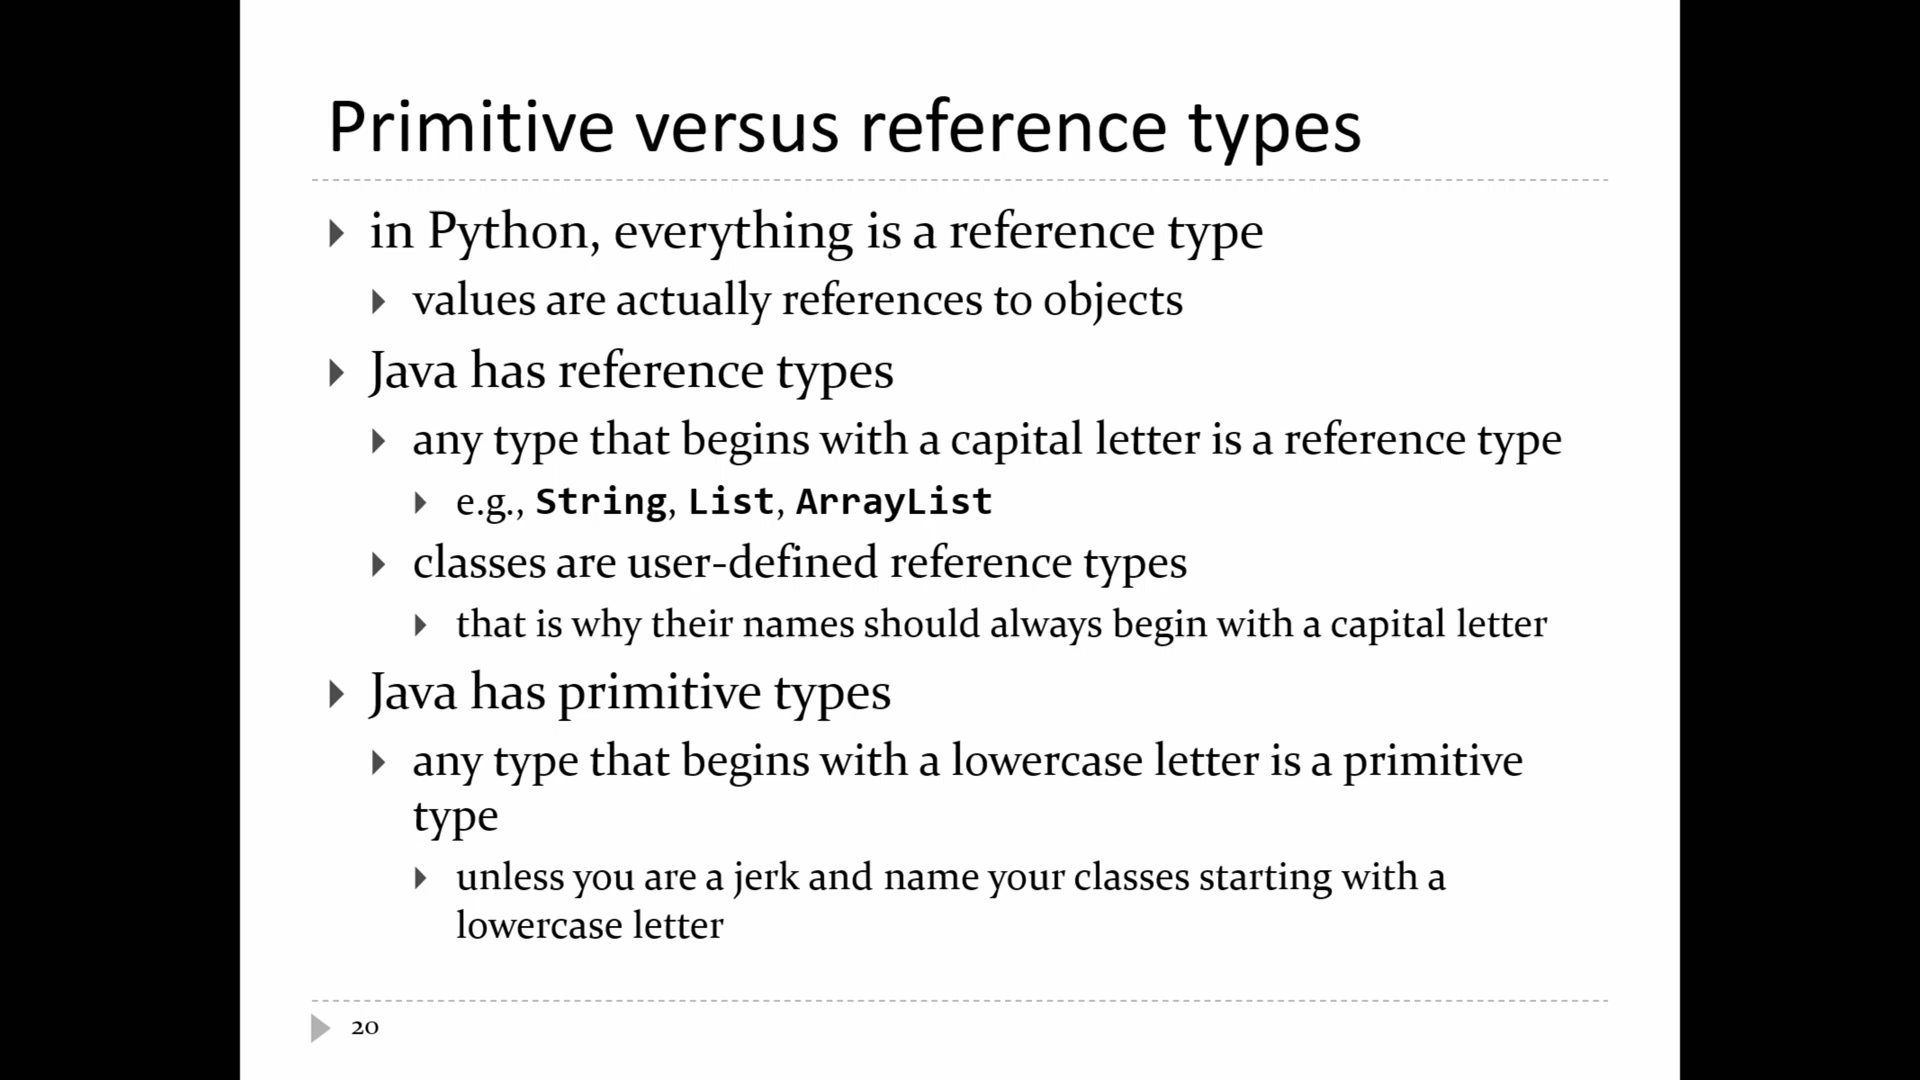 Primitive versus reference types
in Python, everything is a reference type
values are actually references to objects
Java has reference types
any type that begins with a capital letter is a reference type
e.g., String, List, ArrayList
classes are user-defined reference types
that is why their names should always begin with a capital letter
Java has primitive types
any type that begins with a lowercase letter is a primitive
type
unless you are a jerk and name your classes starting with a
lowercase letter
20